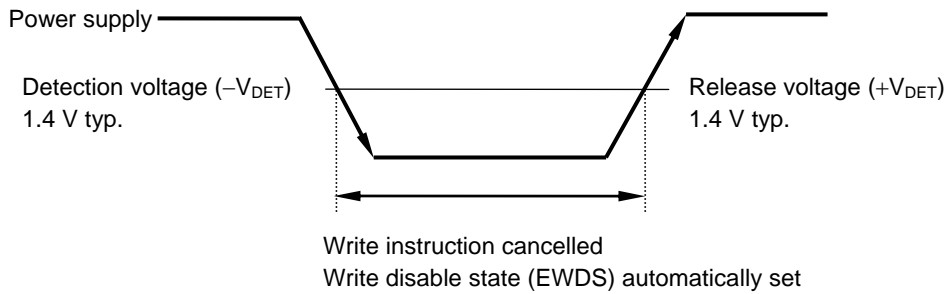 Power supply
Detection voltage (−VDET)
1.4 V typ.
Release voltage (+VDET)
1.4 V typ.
Write instruction cancelled
Write disable state (EWDS) automatically set